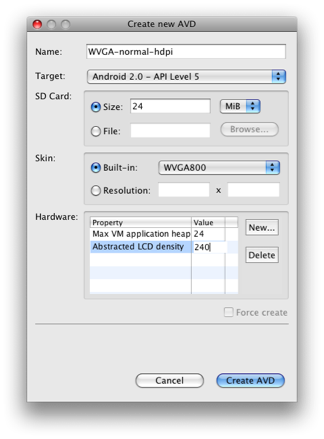 Create new AVD
Name: WVGA-normal-hdpi
Target: Android 2.0 - API Level 5
SD Card:
Size: 24 MiB
File: Browse...
Skin:
Built-in: WVGA800
Resolution: x
Hardware:
Property Value New...
Max VM application heap 24
Abstracted LCD density 240 Delete
Force create
Cancel Create AVD